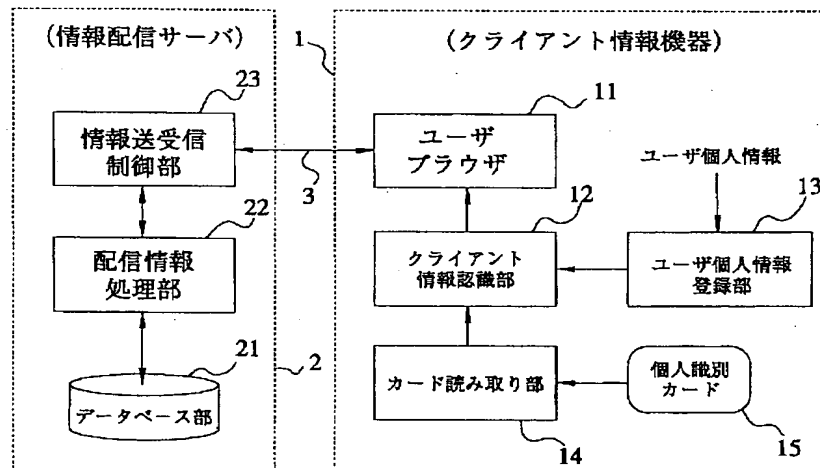 (情報配信サーバ)
23
情報送受信
制御部
3
22
配信情報
処理部
21
データベース部
2
1
(クライアント情報機器)
11
ユーザ
ブラウザ
ユーザ個人情報
12
13
クライアント
情報認識部
ユーザ個人情報
登録部
カード読み取り部
14
個人識別
カード
15